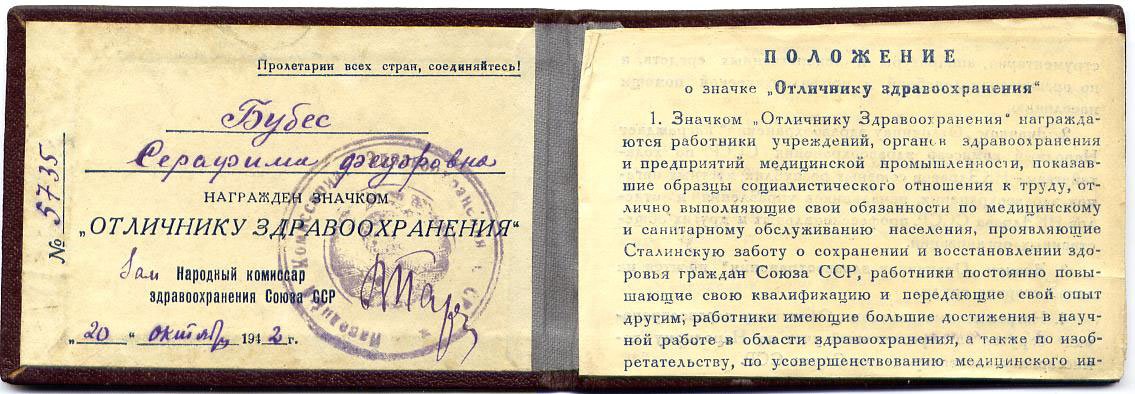 Пролетарии всех стран, соединяйтесь!
№ 5735
Бубес
Серафима Федоровна
НАГРАЖДЕН ЗНАЧКОМ
„ОТЛИЧНИКУ ЗДРАВООХРАНЕНИЯ“
Зам Народный комиссар
здравоохранения Союза ССР
„20“ октября 1942 г.
ПОЛОЖЕНИЕ
о значке „Отличнику здравоохранения“
1. Значком „Отличнику Здравоохранения“ награжда-
ются работники учреждений, органов здравоохранения
и предприятий медицинской промышленности, показав-
шие образцы социалистического отношения к труду, от-
лично выполняющие свои обязанности по медицинскому
и санитарному обслуживанию населения, проявляющие
Сталинскую заботу о сохранении и восстановлении здо-
ровья граждан Союза ССР, работники постоянно повы-
шающие свою квалификацию и передающие свой опыт
другим; работники имеющие большие достижения в науч-
ной работе в области здравоохранения, а также по изо-
бретательству, по усовершенствованию медицинского ин-